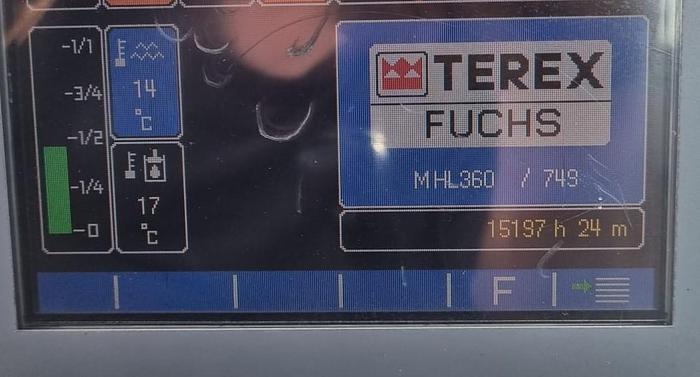 1/1
3/4
1/2
1/4
0
14
°C
17
°C
TEREX
FUCHS
MHL360 / 749
15197 h 24 m
F